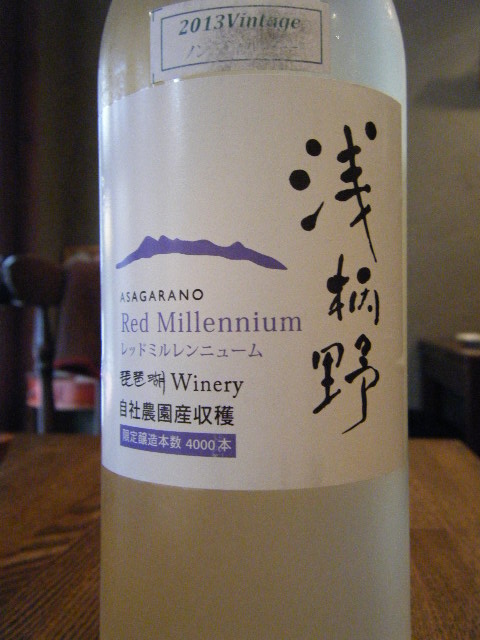 2013Vintage
浅柄野
ASAGARANO
Red Millennium
レッドミルレンニューム
琵琶湖 Winery
自社農園産収穫
限定醸造本数 4000本